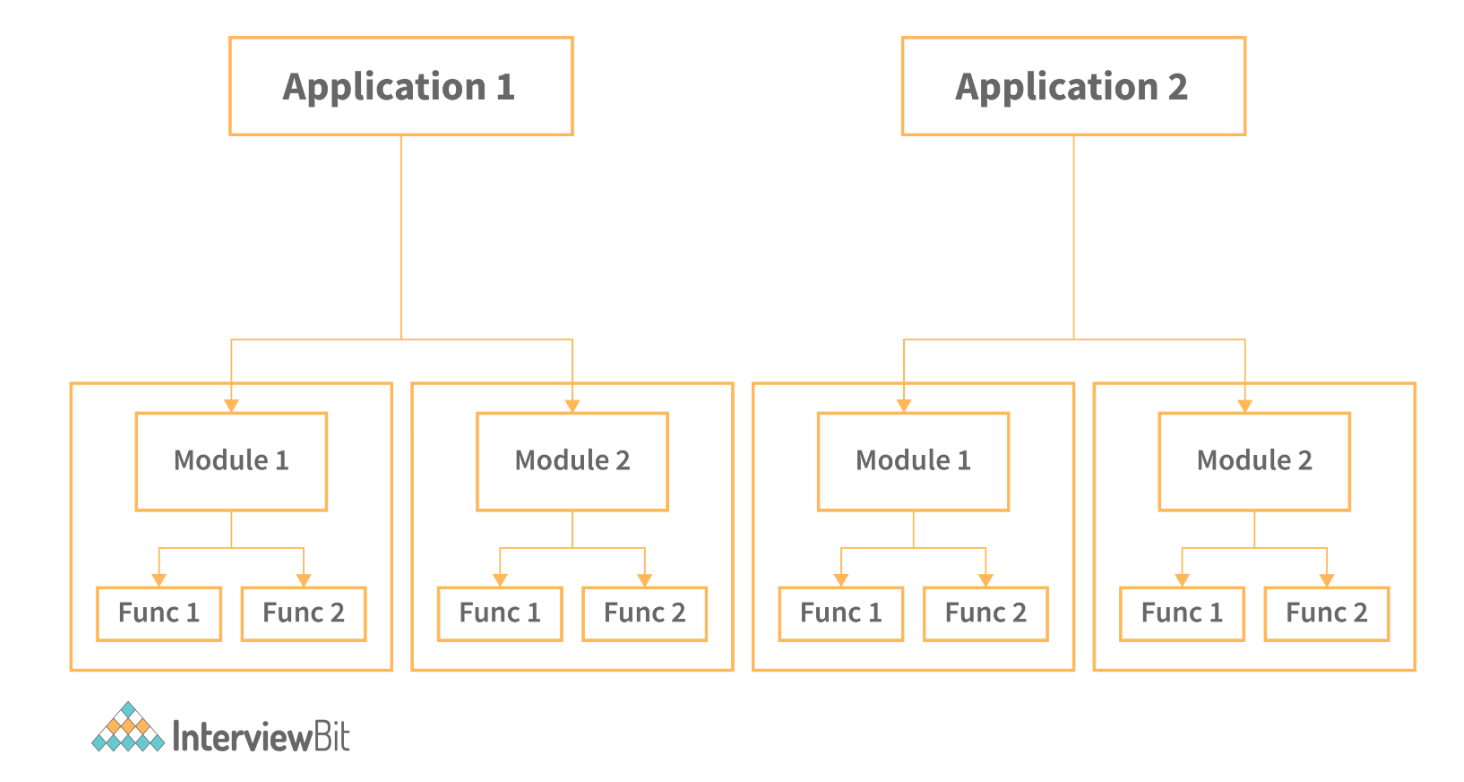 Application 1
Application 2
Module 1
Module 2
Module 1
Module 2
Func 1
Func 2
Func 1
Func 2
Func 1
Func 2
Func 1
Func 2
InterviewBit